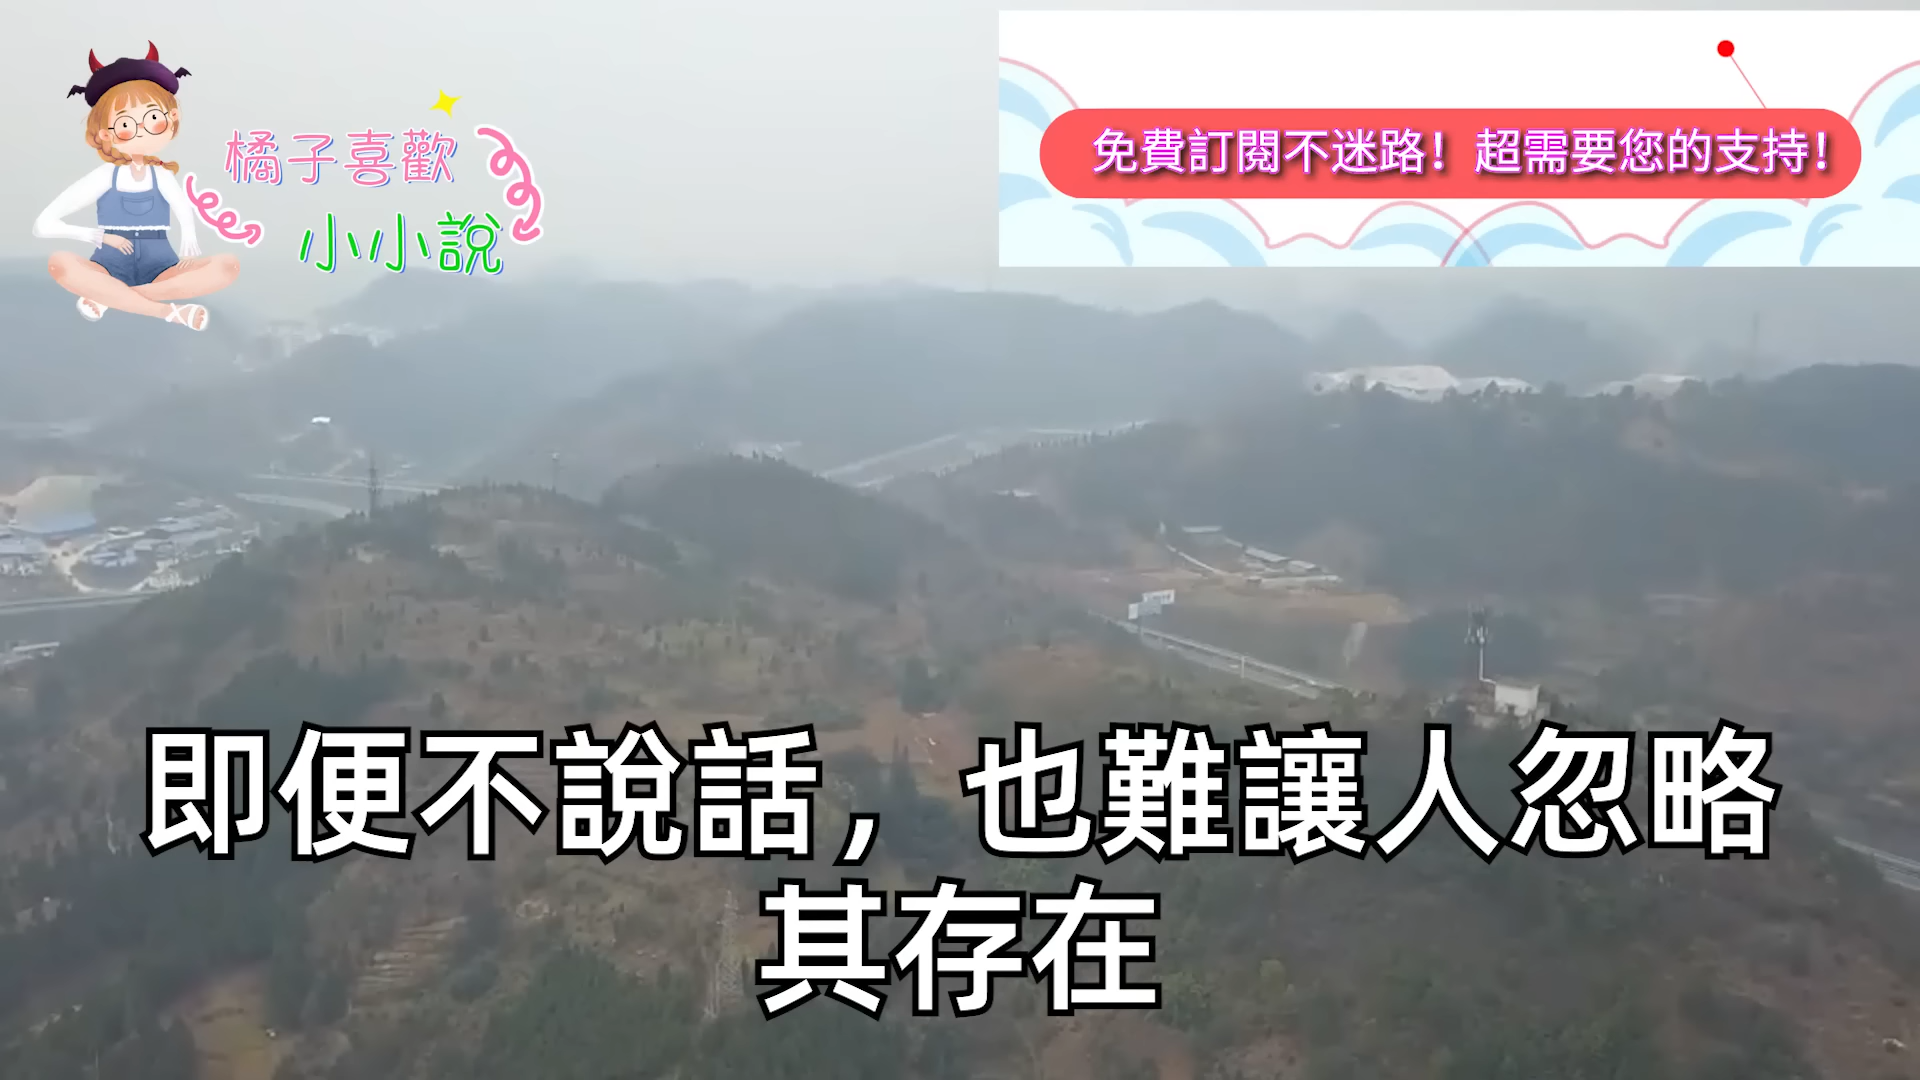 橘子喜歡
小小說
免費訂閱不迷路！超需要您的支持！
即便不說話，也難讓人忽略
其存在